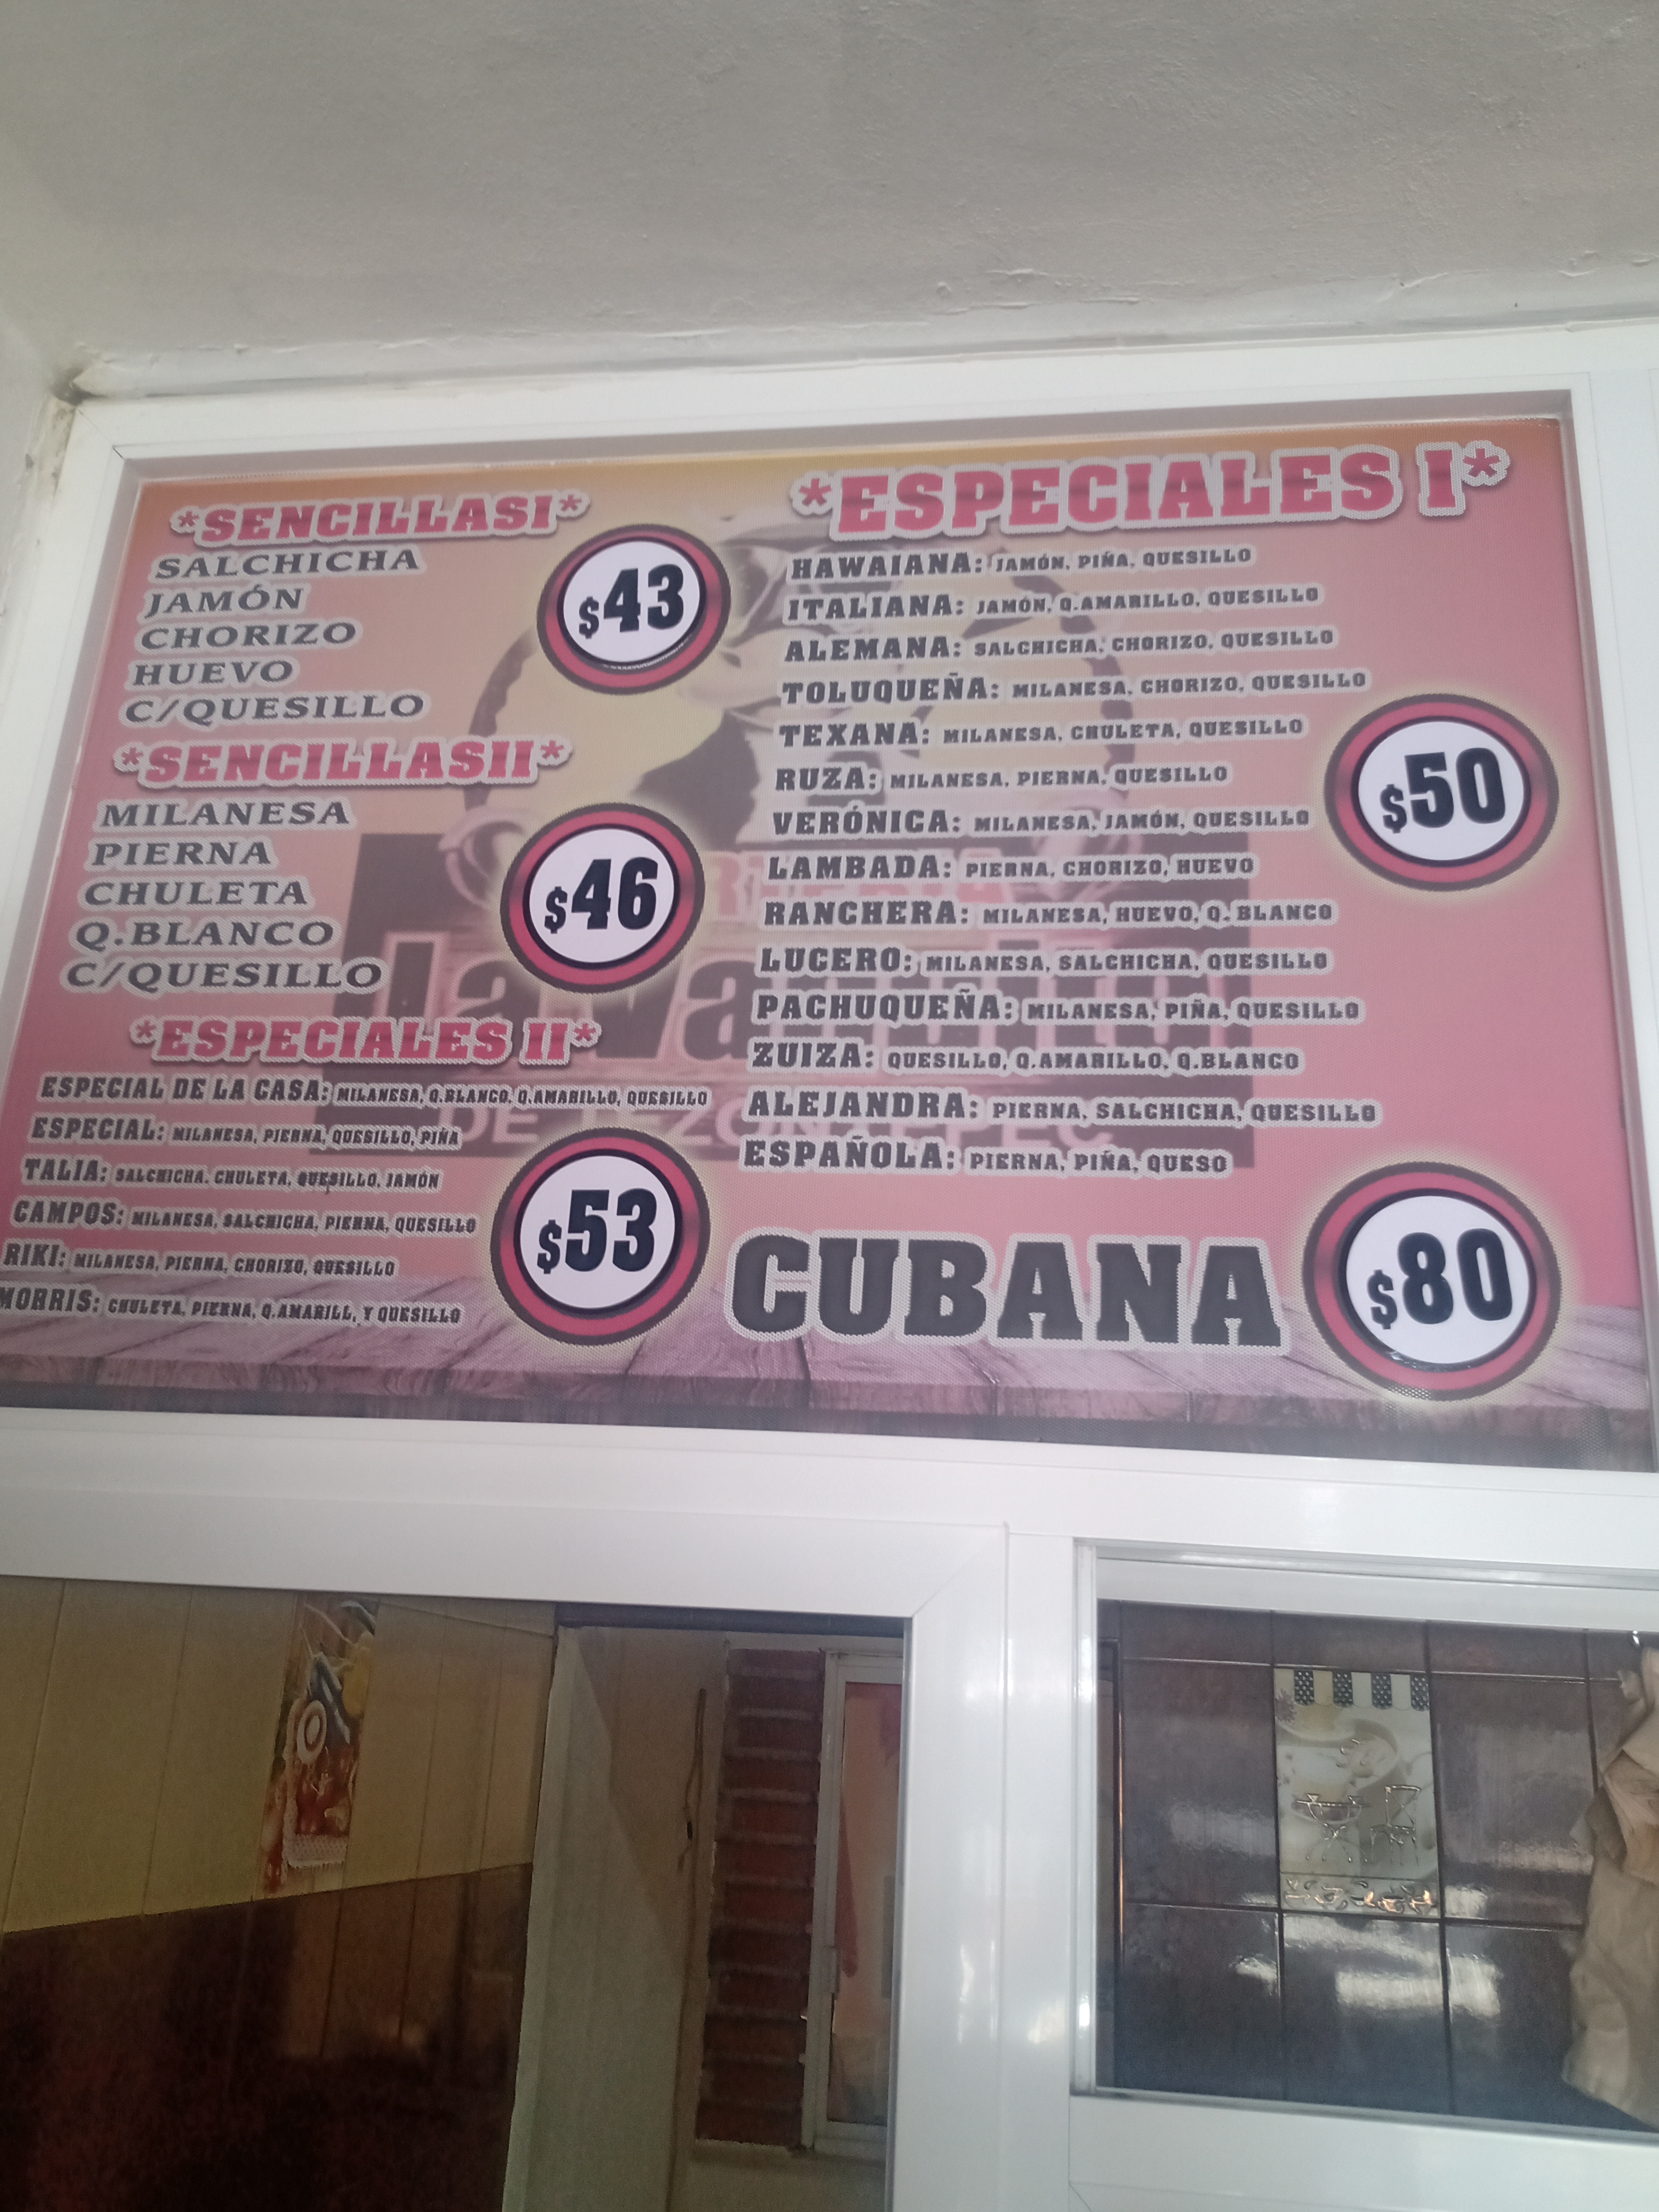 *SENCILLASI*
SALCHICHA
JAMÓN
CHORIZO
HUEVO
C/QUESILLO
$43
*SENCILLASII*
MILANESA
PIERNA
CHULETA
Q.BLANCO
C/QUESILLO
$46
*ESPECIALES II*
ESPECIAL DE LA CASA: MILANESA, Q.BLANCO, Q.AMARILLO, QUESILLO
ESPECIAL: MILANESA, PIERNA, QUESILLO, PIÑA
TALIA: SALCHICHA, CHULETA, QUESILLO, JAMÓN
CAMPOS: MILANESA, SALCHICHA, PIERNA, QUESILLO
RIKI: MILANESA, PIERNA, CHORIZO, QUESILLO
MORRIS: CHULETA, PIERNA, Q.AMARILL, Y QUESILLO
$53
*ESPECIALES I*
HAWAIANA: JAMÓN, PIÑA, QUESILLO
ITALIANA: JAMÓN, Q.AMARILLO, QUESILLO
ALEMANA: SALCHICHA, CHORIZO, QUESILLO
TOLUQUEÑA: MILANESA, CHORIZO, QUESILLO
TEXANA: MILANESA, CHULETA, QUESILLO
RUZA: MILANESA, PIERNA, QUESILLO
VERÓNICA: MILANESA, JAMÓN, QUESILLO
LAMBADA: PIERNA, CHORIZO, HUEVO
RANCHERA: MILANESA, HUEVO, Q. BLANCO
LUCERO: MILANESA, SALCHICHA, QUESILLO
PACHUQUEÑA: MILANESA, PIÑA, QUESILLO
ZUIZA: QUESILLO, Q.AMARILLO, Q.BLANCO
ALEJANDRA: PIERNA, SALCHICHA, QUESILLO
ESPAÑOLA: PIERNA, PIÑA, QUESO
$50
CUBANA
$80
La
DE